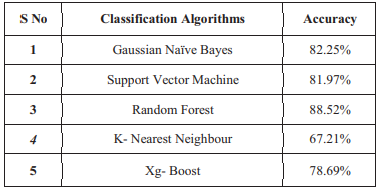 S No Classification Algorithms Accuracy
1 Gaussian Naïve Bayes 82.25%
2 Support Vector Machine 81.97%
3 Random Forest 88.52%
4 K- Nearest Neighbour 67.21%
5 Xg- Boost 78.69%